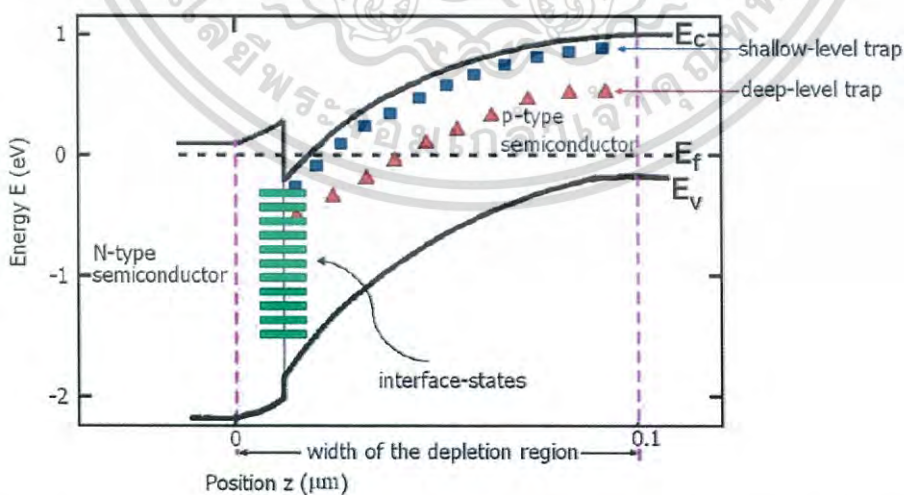 1
0
-1
-2
Energy E (eV)
Ec
shallow-level trap
deep-level trap
p-type
semiconductor
Ef
Ev
N-type
semiconductor
interface-states
0
0.1
width of the depletion region
Position z (μm)